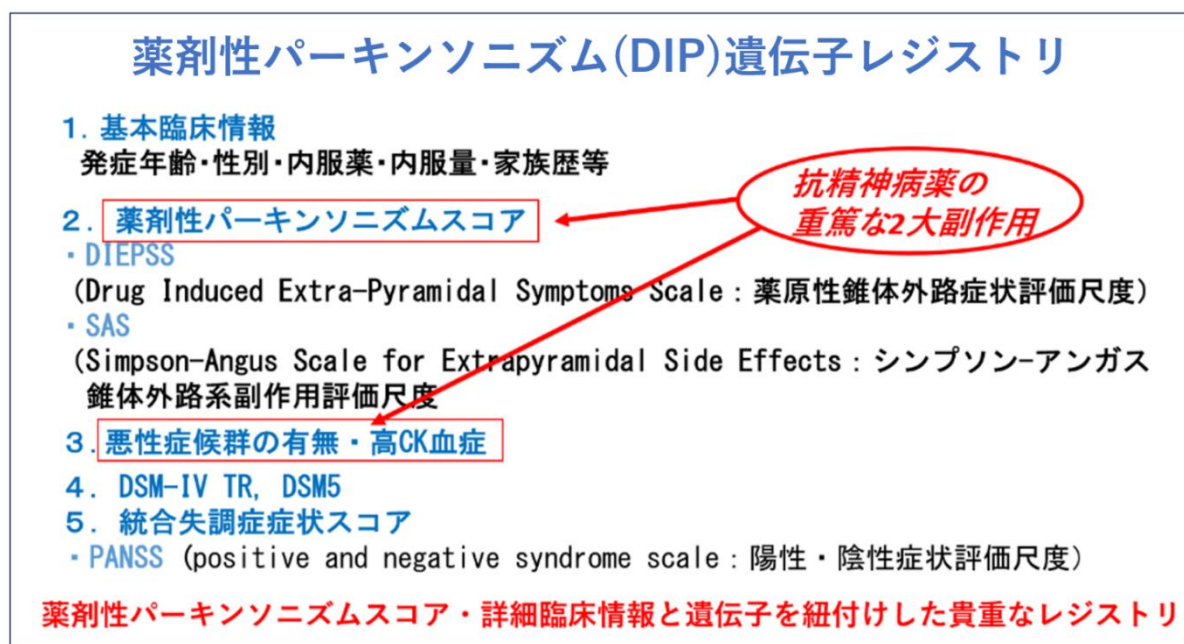 薬剤性パーキンソニズム(DIP)遺伝子レジストリ
1. 基本臨床情報
発症年齢・性別・内服薬・内服量・家族歴等
抗精神病薬の
重篤な2大副作用
2. 薬剤性パーキンソニズムスコア
・DIEPSS
(Drug Induced Extra-Pyramidal Symptoms Scale：薬原性錐体外路症状評価尺度)
・SAS
(Simpson-Angus Scale for Extrapyramidal Side Effects：シンプソン-アンガス
錐体外路系副作用評価尺度
3. 悪性症候群の有無・高CK血症
4. DSM-IV TR, DSM5
5. 統合失調症症状スコア
・PANSS (positive and negative syndrome scale：陽性・陰性症状評価尺度)
薬剤性パーキンソニズムスコア・詳細臨床情報と遺伝子を紐付けした貴重なレジストリ